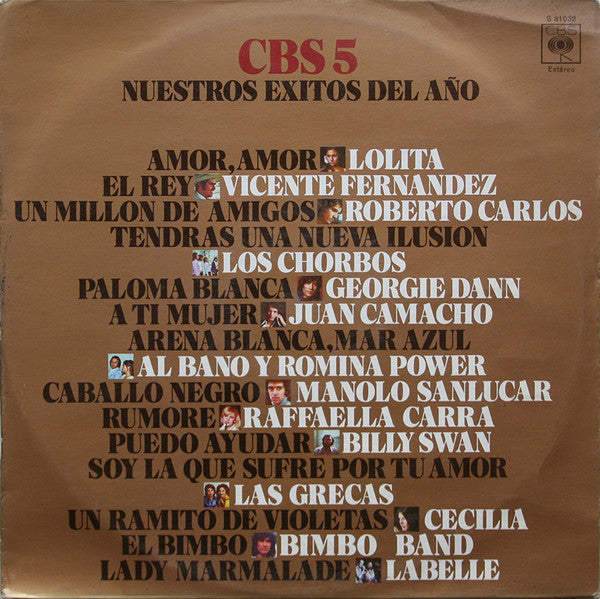 S 81032
CBS
Estéreo
CBS 5
NUESTROS EXITOS DEL AÑO
AMOR, AMOR LOLITA
EL REY VICENTE FERNANDEZ
UN MILLON DE AMIGOS ROBERTO CARLOS
TENDRAS UNA NUEVA ILUSION
LOS CHORBOS
PALOMA BLANCA GEORGIE DANN
A TI MUJER JUAN CAMACHO
ARENA BLANCA, MAR AZUL
AL BANO Y ROMINA POWER
CABALLO NEGRO MANOLO SANLUCAR
RUMORE RAFFAELLA CARRA
PUEDO AYUDAR BILLY SWAN
SOY LA QUE SUFRE POR TU AMOR
LAS GRECAS
UN RAMITO DE VIOLETAS CECILIA
EL BIMBO BIMBO BAND
LADY MARMALADE LABELLE